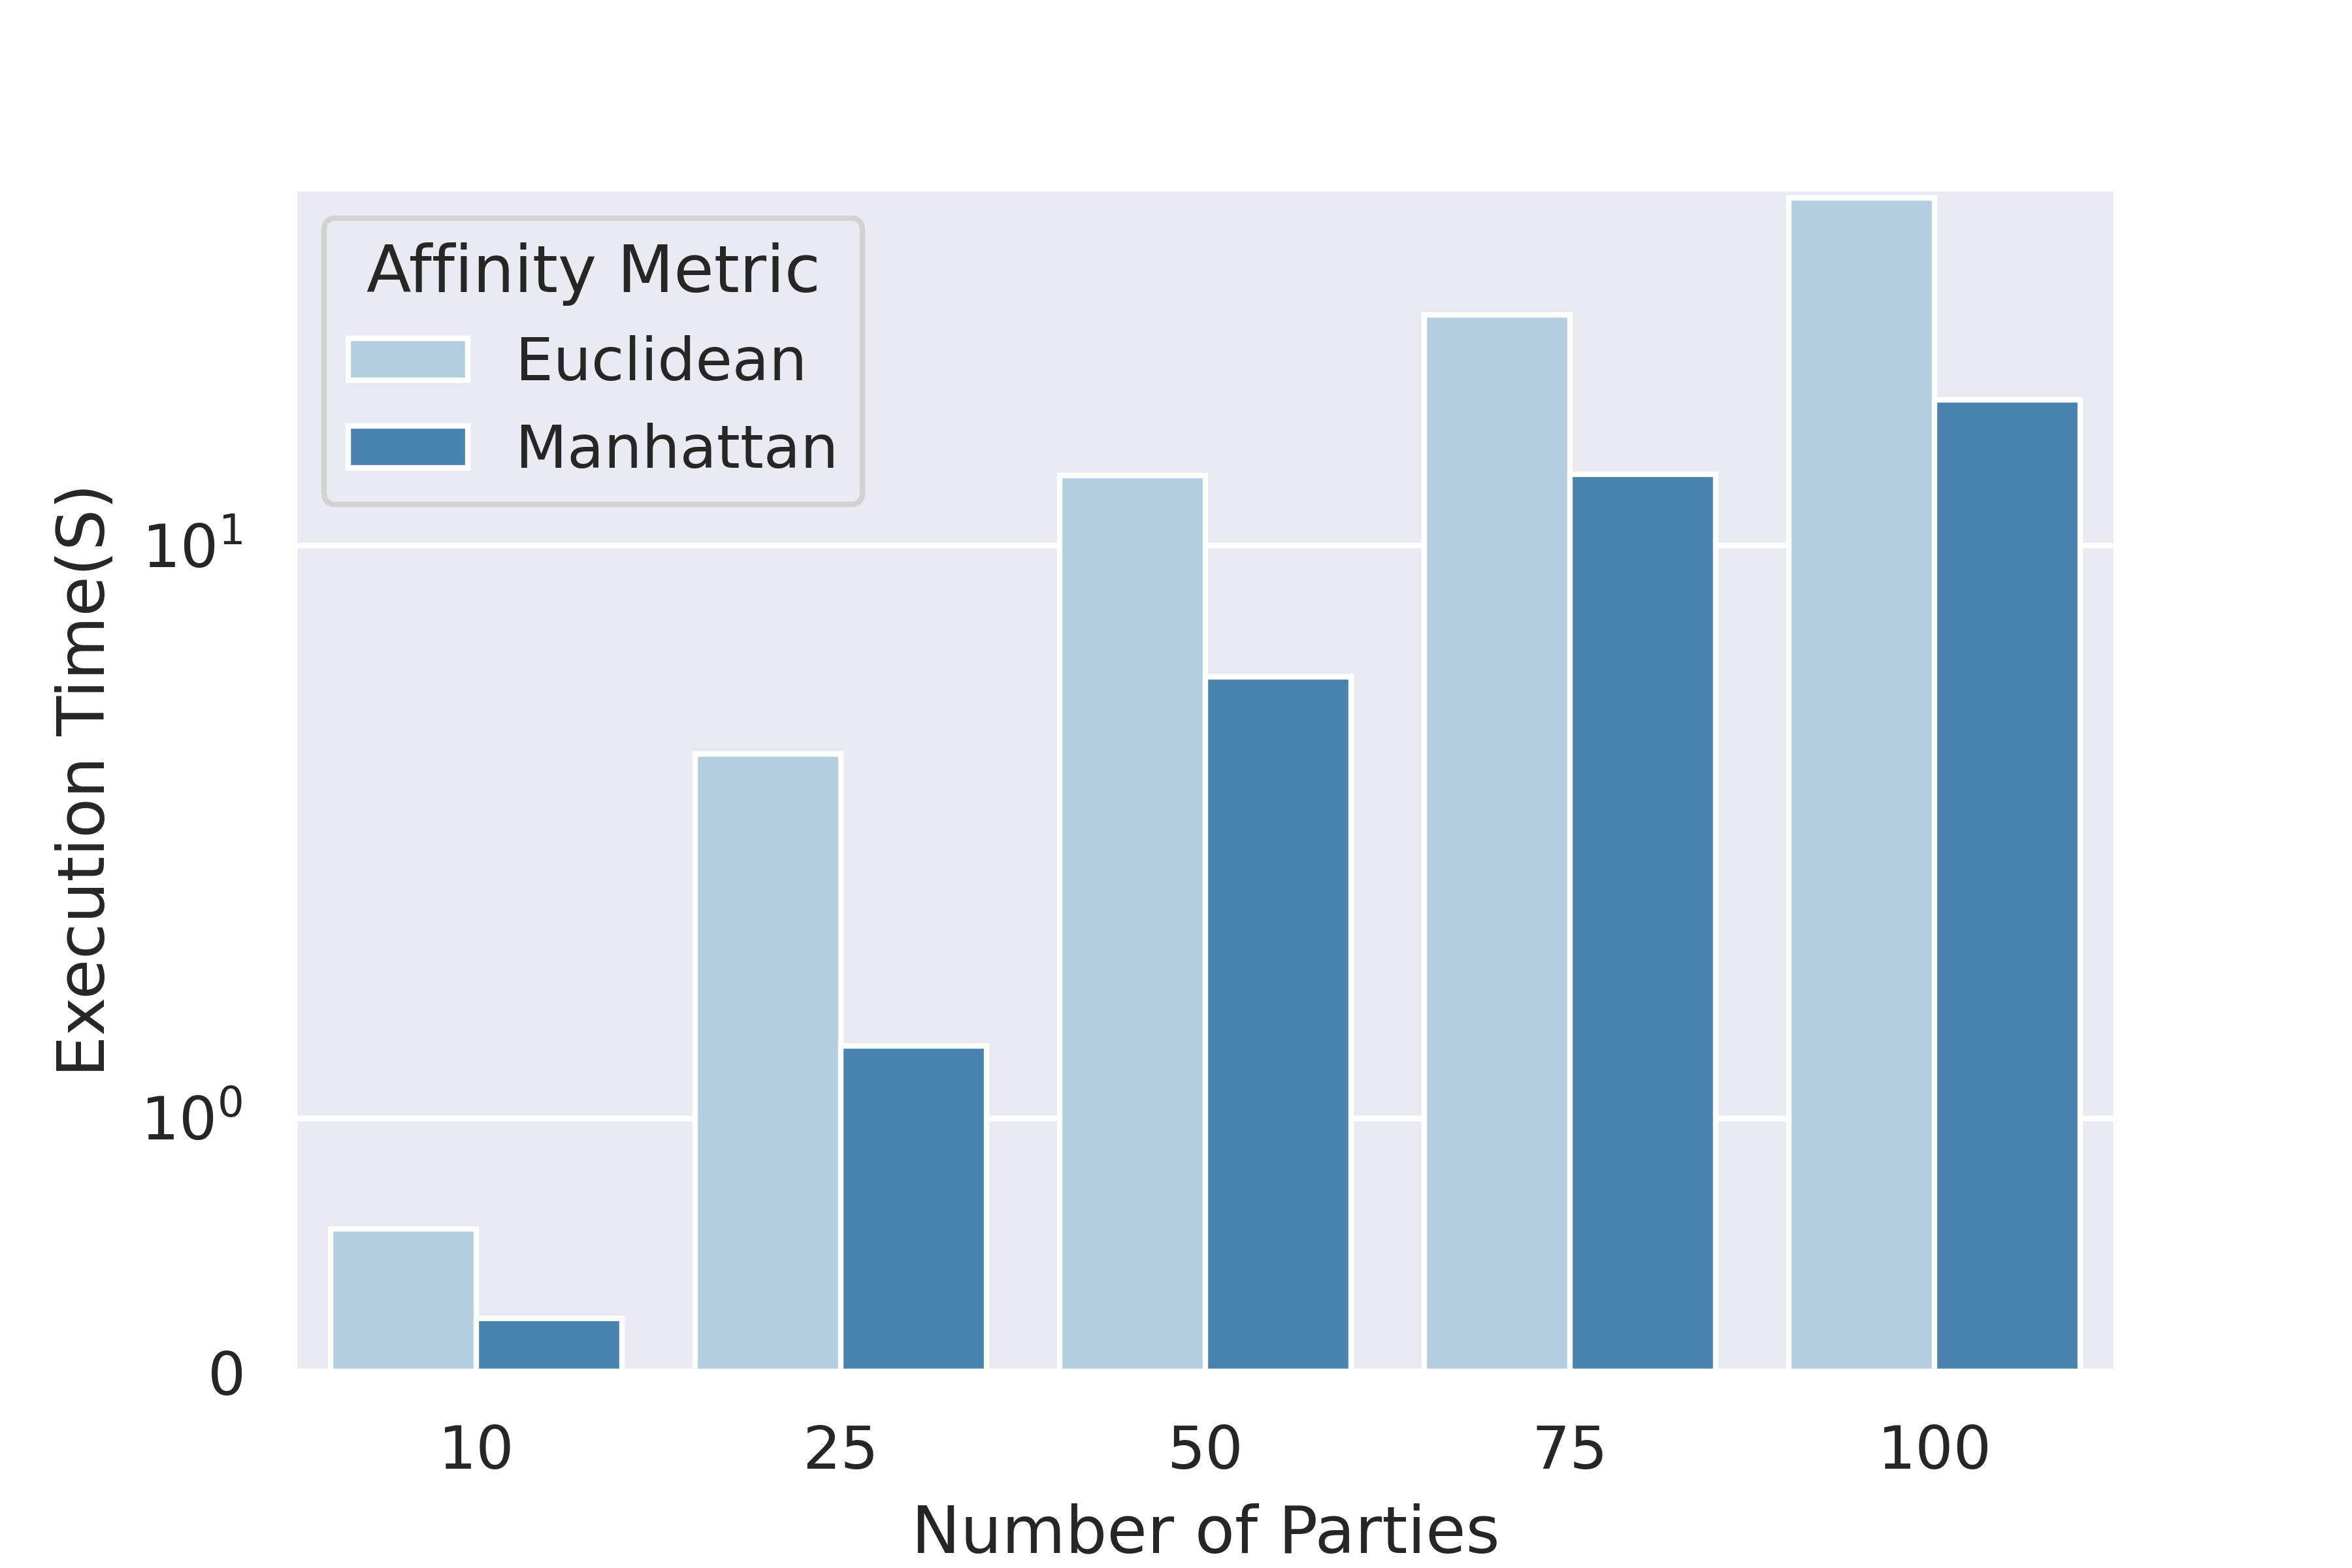 Affinity Metric
Euclidean
Manhattan
Execution Time(S)
10¹
10⁰
0
10 25 50 75 100
Number of Parties